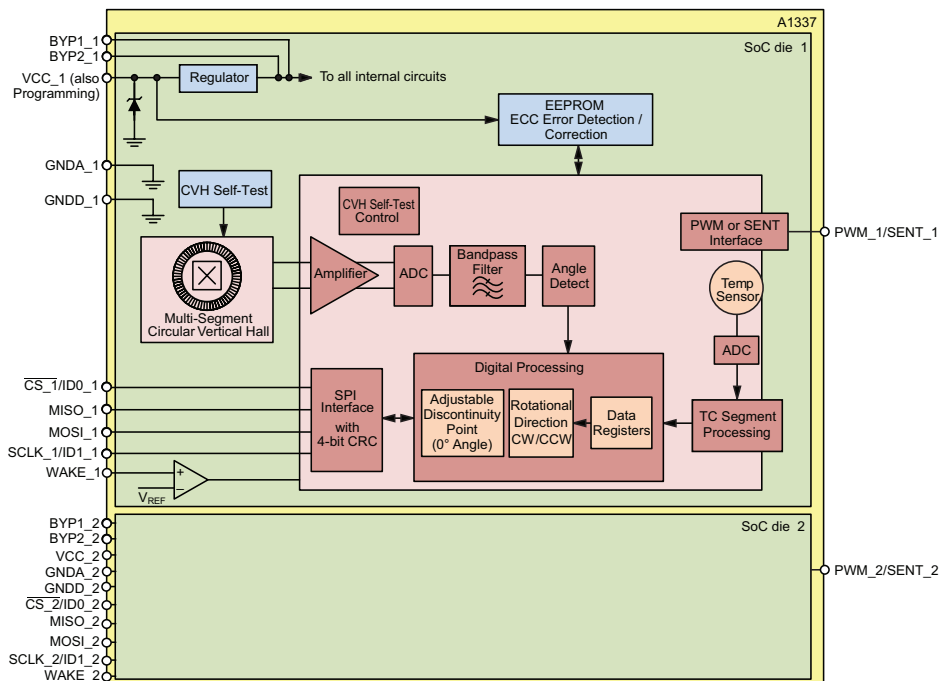 A1337
SoC die 1
BYP1_1
BYP2_1
VCC_1 (also
Programming)
Regulator
To all internal circuits
EEPROM
ECC Error Detection /
Correction
GNDA_1
GNDD_1
CVH Self-Test
CVH Self-Test
Control
PWM or SENT
Interface
PWM_1/SENT_1
Multi-Segment
Circular Vertical Hall
Amplifier
ADC
Bandpass
Filter
Angle
Detect
Temp
Sensor
ADC
CS_1/ID0_1
MISO_1
MOSI_1
SCLK_1/ID1_1
WAKE_1
SPI
Interface
with
4-bit CRC
Digital Processing
Adjustable
Discontinuity
Point
(0° Angle)
Rotational
Direction
CW/CCW
Data
Registers
TC Segment
Processing
+
−
VREF
SoC die 2
BYP1_2
BYP2_2
VCC_2
GNDA_2
GNDD_2
CS_2/ID0_2
MISO_2
MOSI_2
SCLK_2/ID1_2
WAKE_2
PWM_2/SENT_2